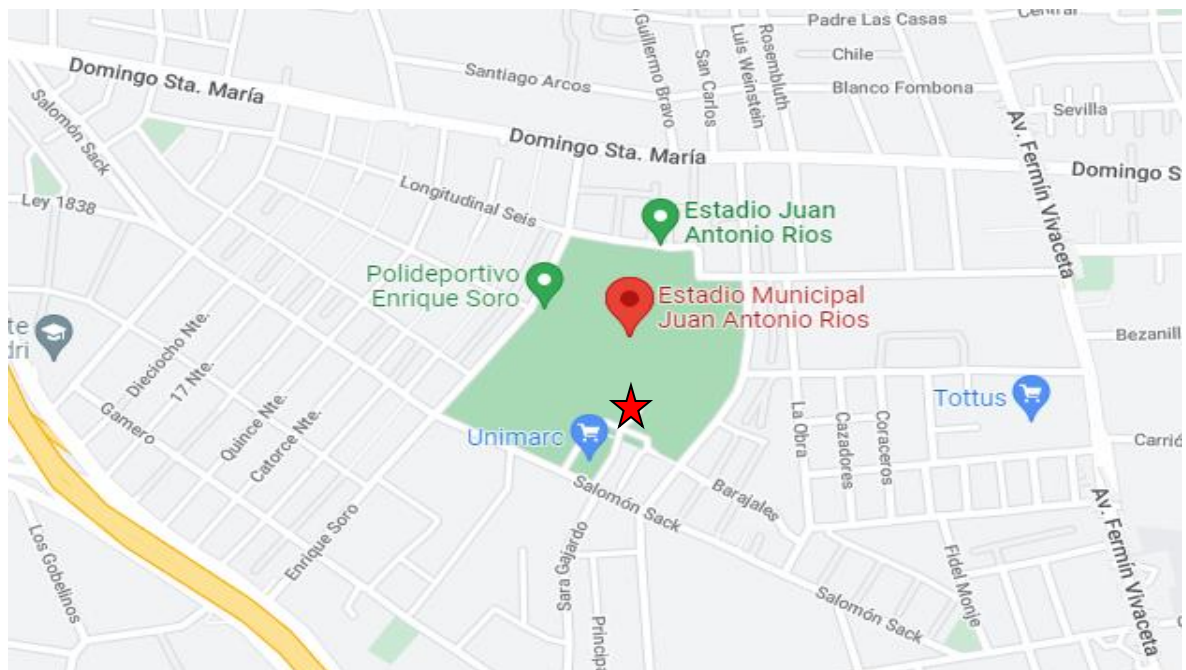 Padre Las Casas
Central
Guillermo Bravo
San Carlos
Luis Weinstein
Rosembluth
Chile
Domingo Sta. María
Santiago Arcos
Blanco Fombona
Sevilla
Salomón Sack
Domingo Sta. María
Av. Fermín Vivaceta
Domingo S
Longitudinal Seis
Ley 1838
Estadio Juan
Antonio Rios
Polideportivo
Enrique Soro
Estadio Municipal
Juan Antonio Rios
te
dri
Bezanill
Dieciocho Nte.
17 Nte.
Quince Nte.
Catorce Nte.
Gamero
Tottus
La Obra
Cazadores
Coraceros
Unimarc
Carrió
Salomón Sack
Barajales
Av. Fermín Vivaceta
Los Gobelinos
Enrique Soro
Sara Gajardo
Principa
Fidel Monje
Salomón Sack